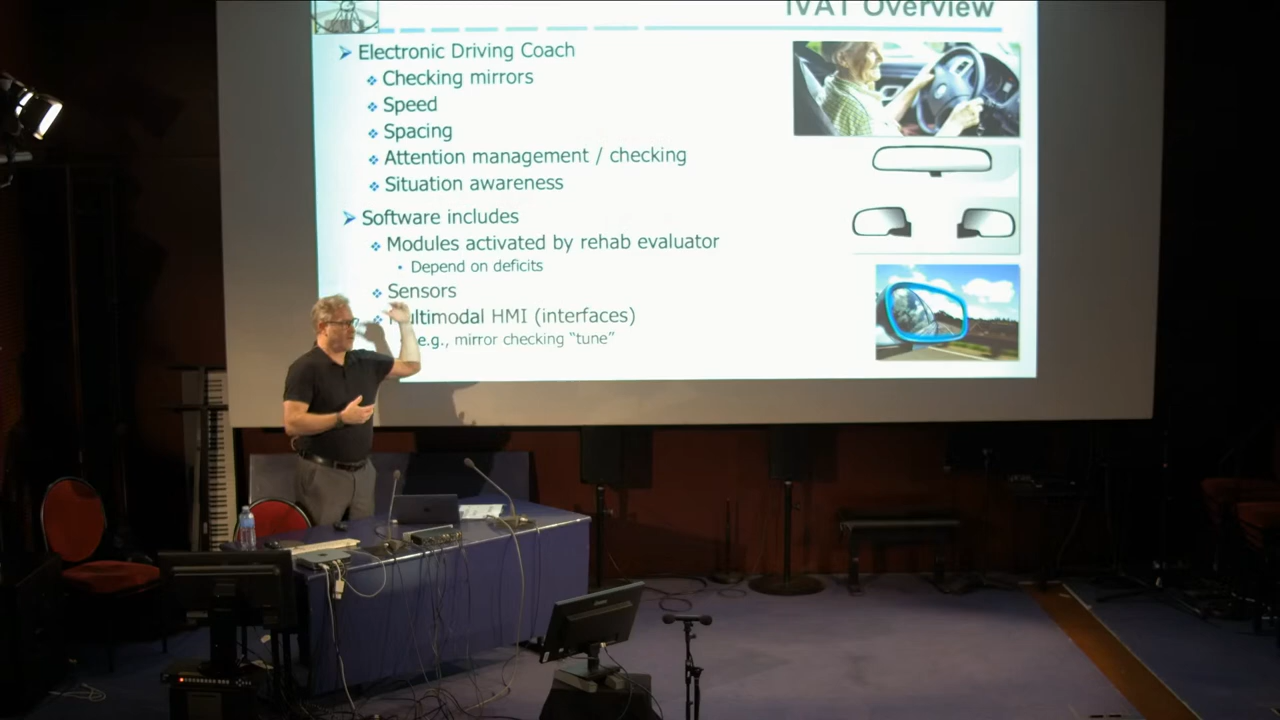 IVAT Overview
Electronic Driving Coach
Checking mirrors
Speed
Spacing
Attention management / checking
Situation awareness
Software includes
Modules activated by rehab evaluator
Depend on deficits
Sensors
Multimodal HMI (interfaces)
e.g., mirror checking “tune”